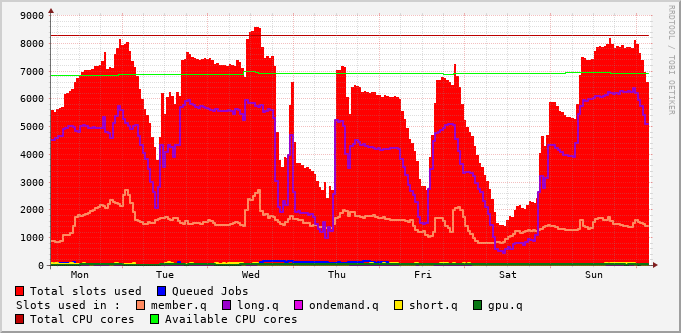 9000
8000
7000
6000
5000
4000
3000
2000
1000
0
Mon Tue Wed Thu Fri Sat Sun
RRDTOOL / TOBI OETIKER
Total slots used Queued Jobs
Slots used in : member.q long.q ondemand.q short.q gpu.q
Total CPU cores Available CPU cores